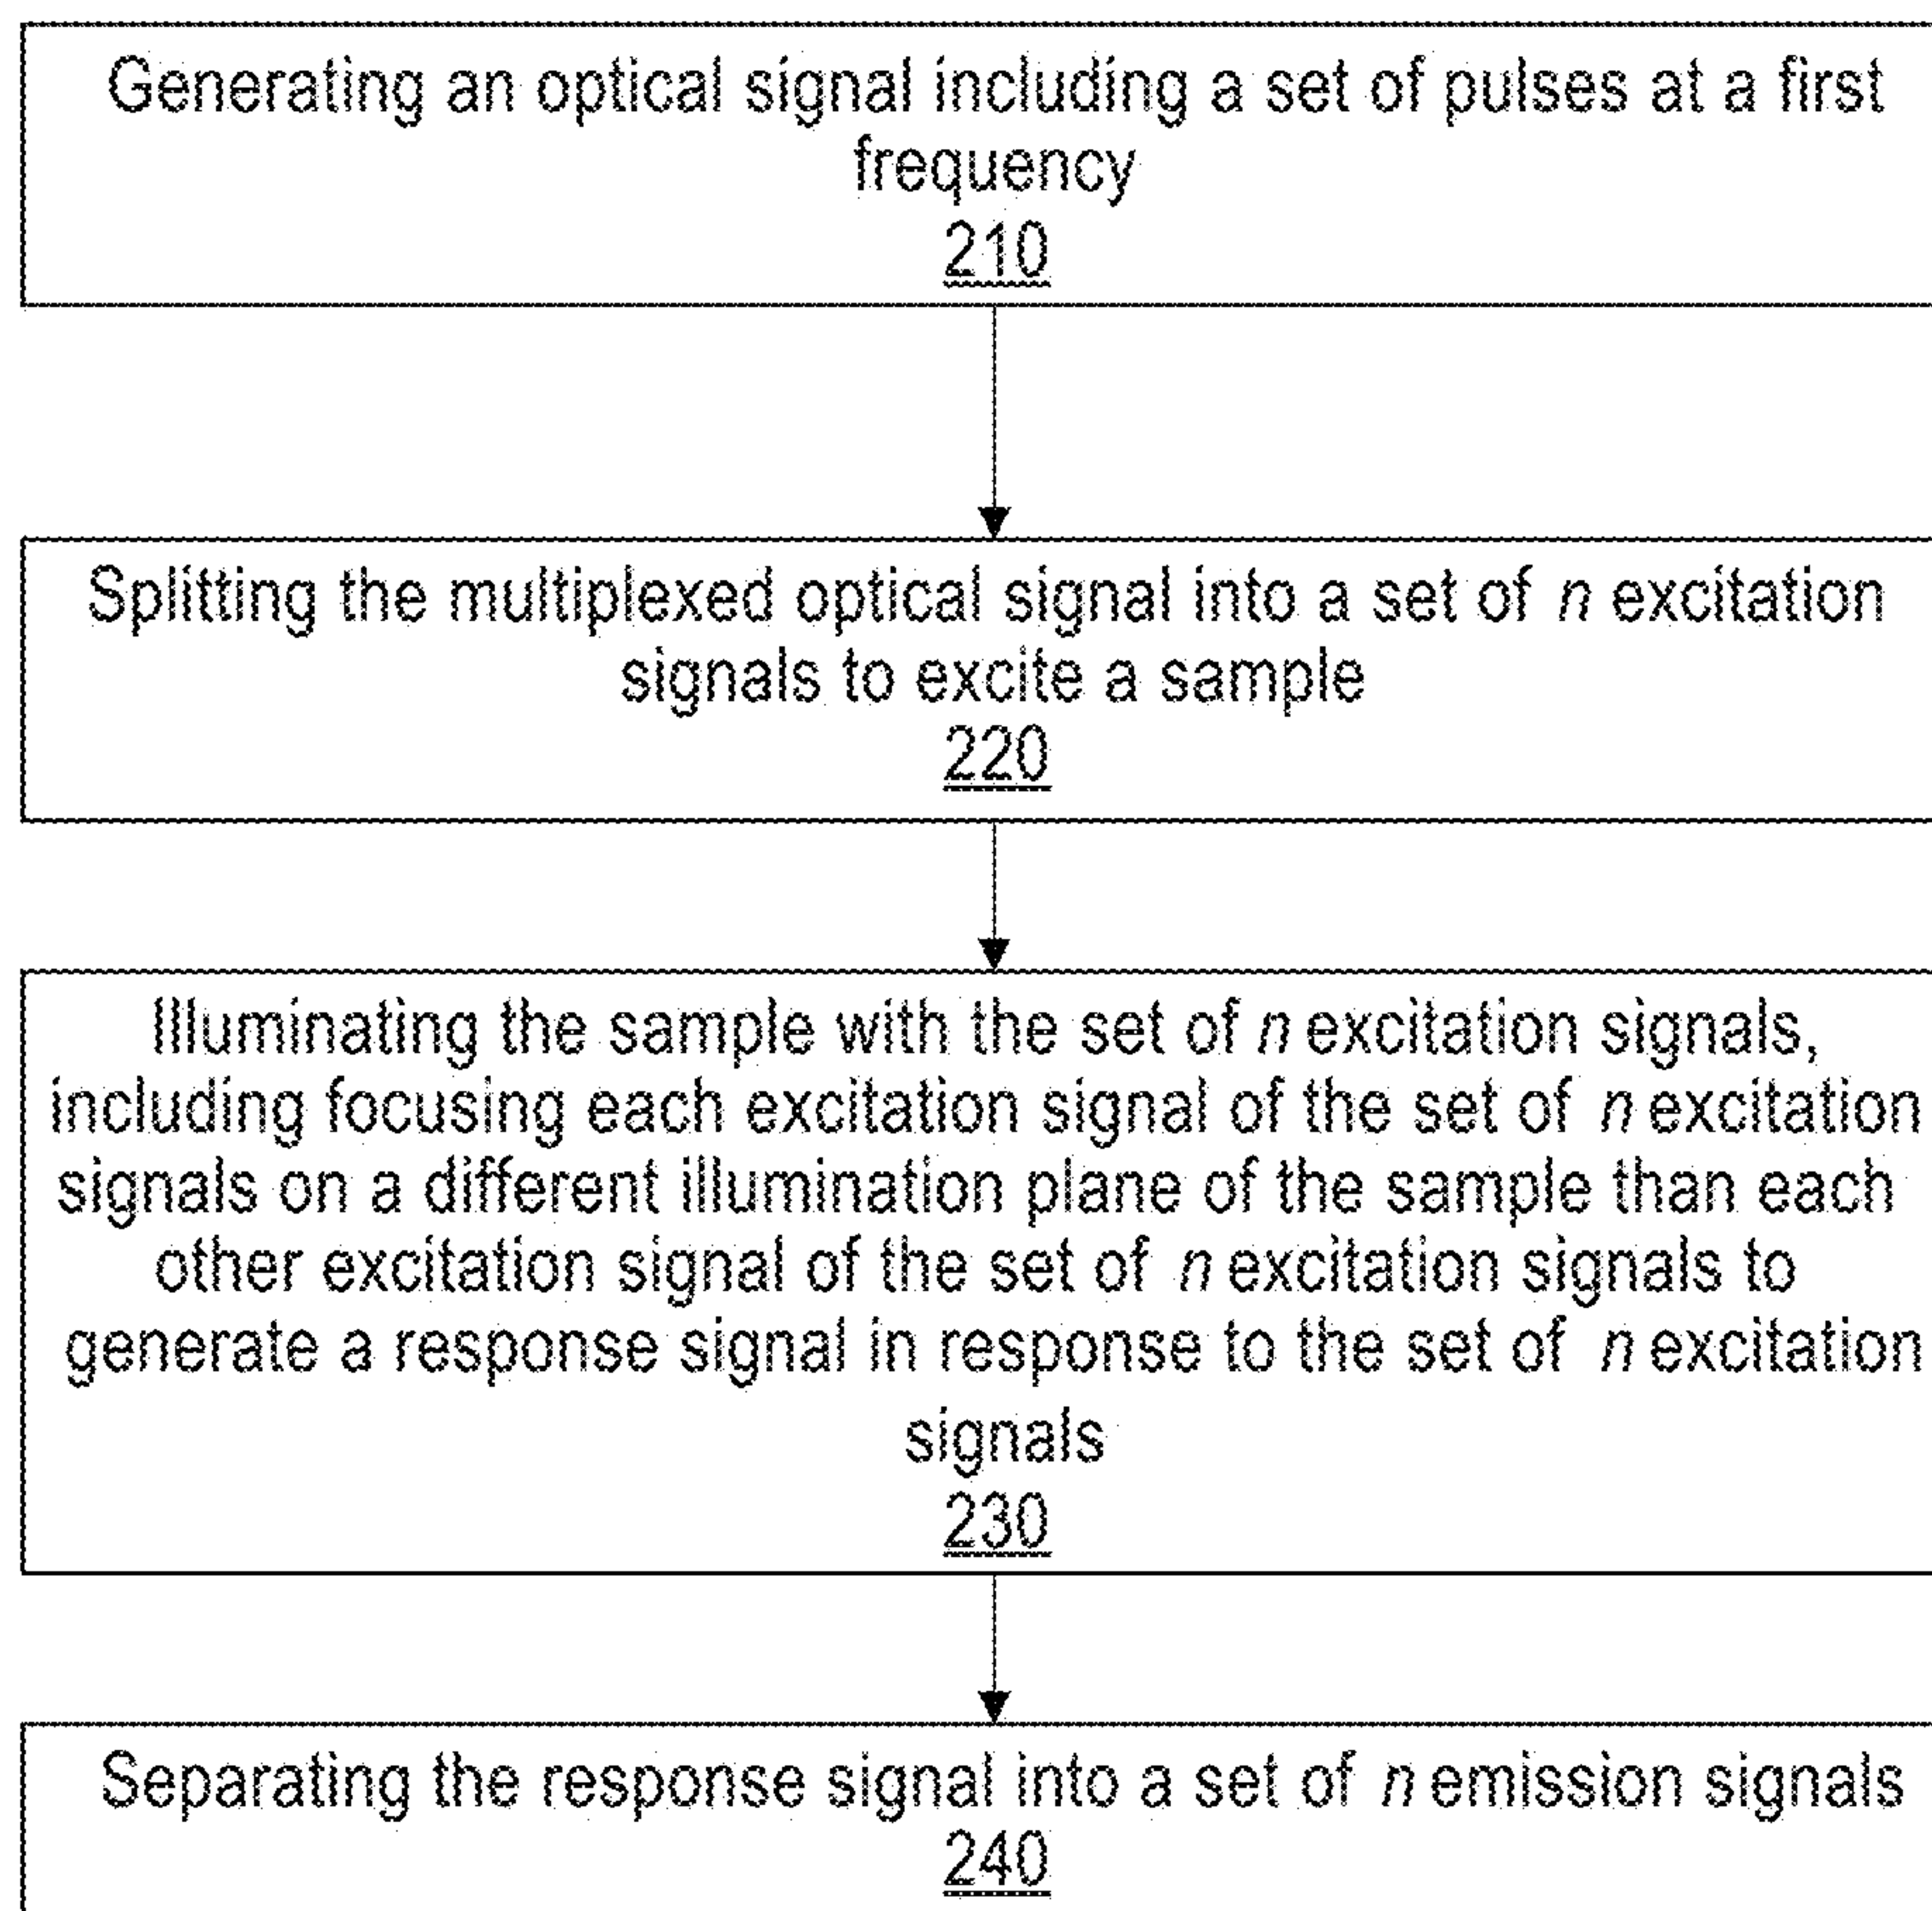 Generating an optical signal including a set of pulses at a first
frequency
210
Splitting the multiplexed optical signal into a set of n excitation
signals to excite a sample
220
Illuminating the sample with the set of n excitation signals,
including focusing each excitation signal of the set of n excitation
signals on a different illumination plane of the sample than each
other excitation signal of the set of n excitation signals to
generate a response signal in response to the set of n excitation
signals
230
Separating the response signal into a set of n emission signals
240